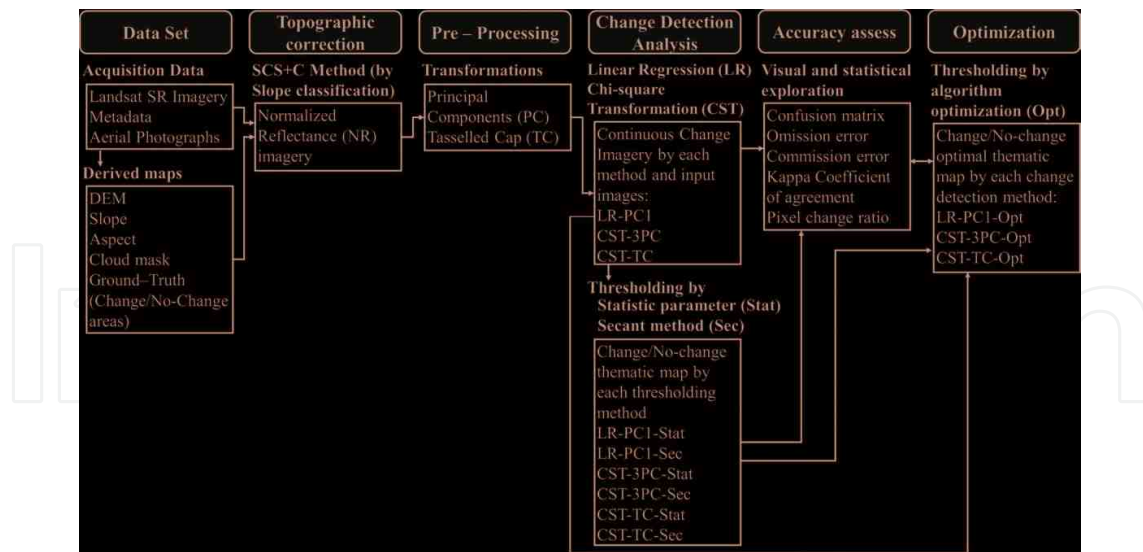 Data Set
Topographic
correction
Pre – Processing
Change Detection
Analysis
Accuracy assess
Optimization
Acquisition Data
Landsat SR Imagery
Metadata
Aerial Photographs
Derived maps
DEM
Slope
Aspect
Cloud mask
Ground–Truth
(Change/No-Change
areas)
SCS+C Method (by
Slope classification)
Normalized
Reflectance (NR)
imagery
Transformations
Principal
Components (PC)
Tasselled Cap (TC)
Linear Regression (LR)
Chi-square
Transformation (CST)
Continuous Change
Imagery by each
method and input
images:
LR-PC1
CST-3PC
CST-TC
Thresholding by
Statistic parameter (Stat)
Secant method (Sec)
Change/No-change
thematic map by
each thresholding
method
LR-PC1-Stat
LR-PC1-Sec
CST-3PC-Stat
CST-3PC-Sec
CST-TC-Stat
CST-TC-Sec
Visual and statistical
exploration
Confusion matrix
Omission error
Commission error
Kappa Coefficient
of agreement
Pixel change ratio
Thresholding by
algorithm
optimization (Opt)
Change/No-change
optimal thematic
map by each change
detection method:
LR-PC1-Opt
CST-3PC-Opt
CST-TC-Opt